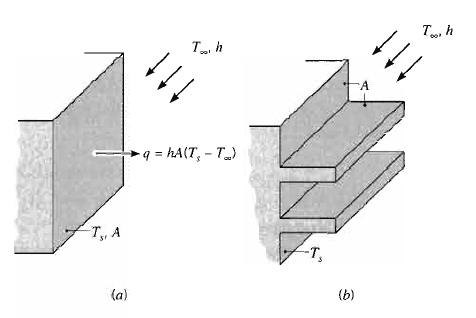 T∞, h
q = hA(Ts – T∞)
Ts, A
(a)
T∞, h
A
Ts
(b)